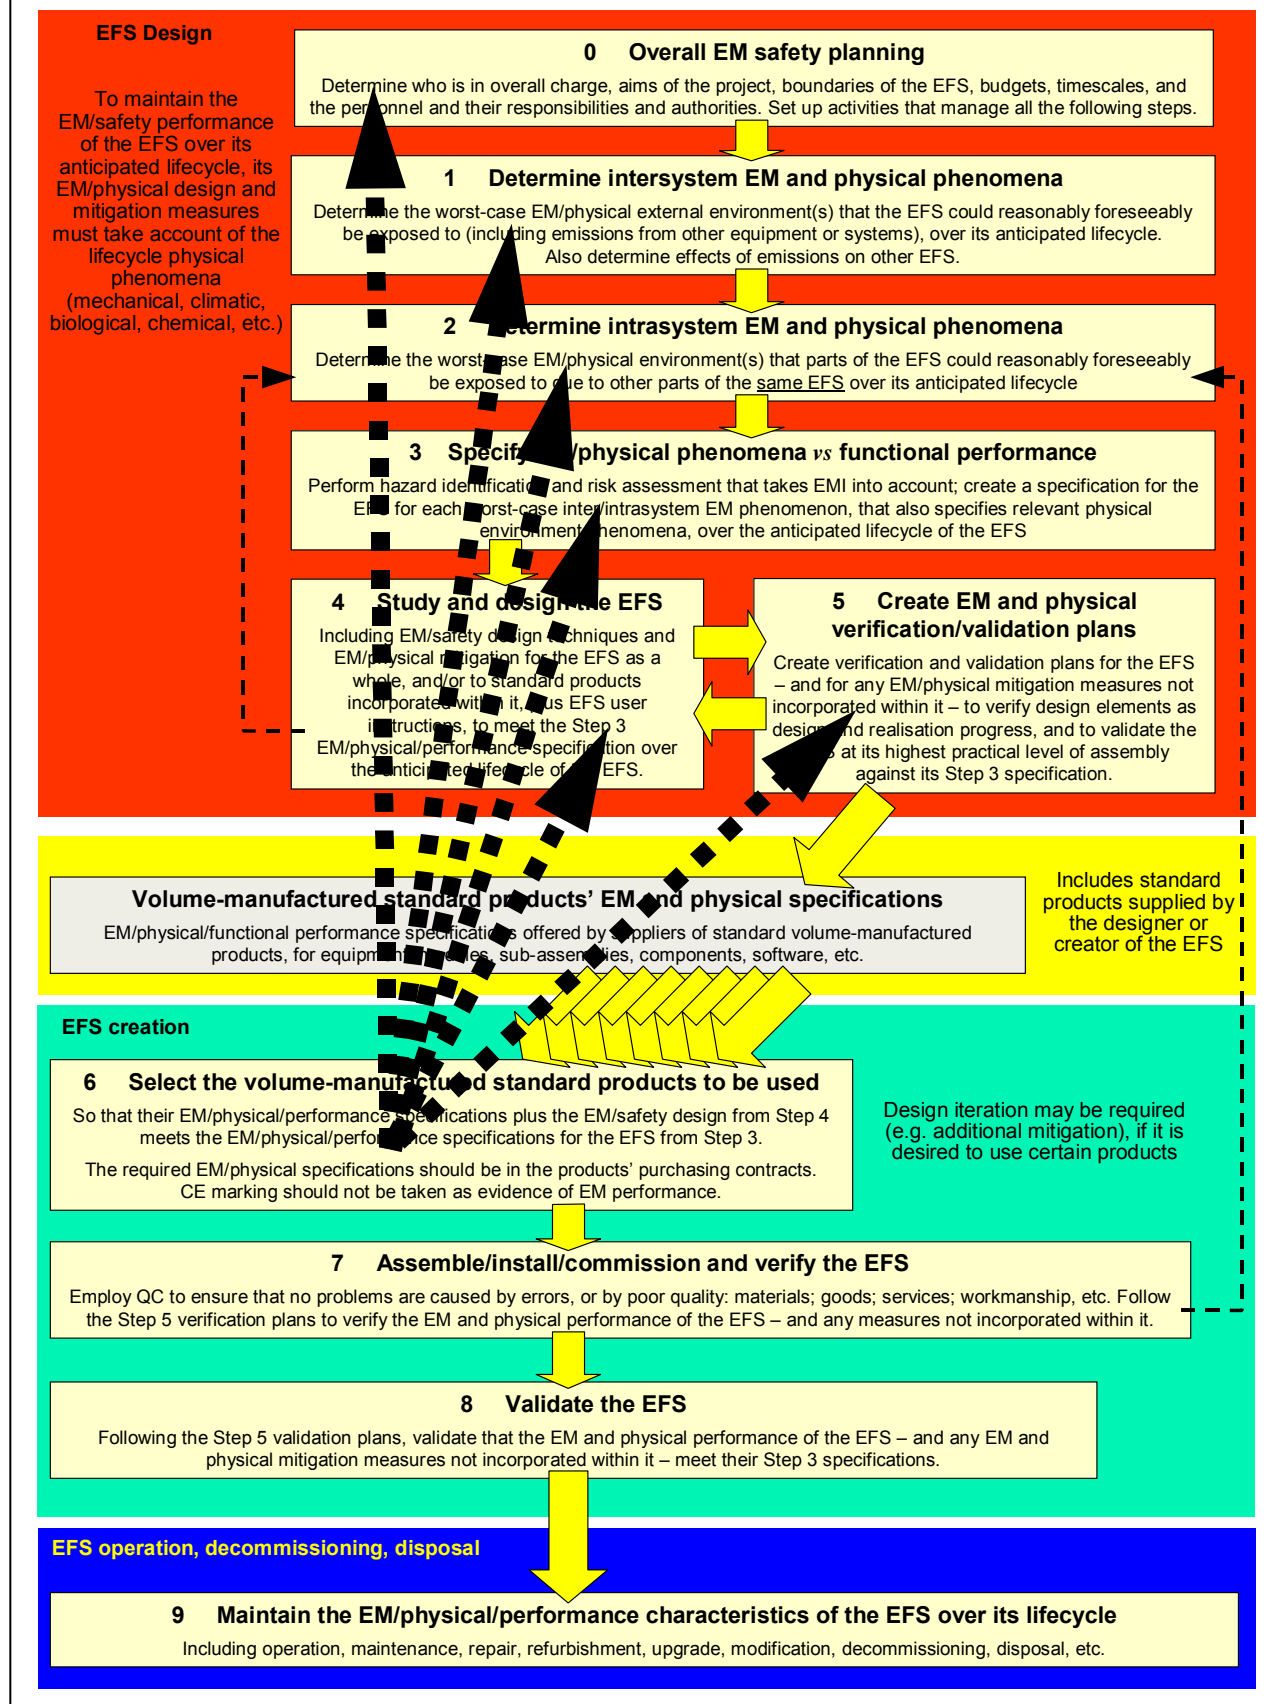 EFS Design
To maintain the
EM/safety performance
of the EFS over its
anticipated lifecycle, its
EM/physical design and
mitigation measures
must take account of the
lifecycle physical
phenomena
(mechanical, climatic,
biological, chemical, etc.)
0 Overall EM safety planning
Determine who is in overall charge, aims of the project, boundaries of the EFS, budgets, timescales, and
the personnel and their responsibilities and authorities. Set up activities that manage all the following steps.
1 Determine intersystem EM and physical phenomena
Determine the worst-case EM/physical external environment(s) that the EFS could reasonably foreseeably
be exposed to (including emissions from other equipment or systems), over its anticipated lifecycle.
Also determine effects of emissions on other EFS.
2 Determine intrasystem EM and physical phenomena
Determine the worst-case EM/physical environment(s) that parts of the EFS could reasonably foreseeably
be exposed to due to other parts of the same EFS over its anticipated lifecycle
3 Specify EM/physical phenomena vs functional performance
Perform hazard identification and risk assessment that takes EMI into account; create a specification for the
EFS for each worst-case inter/intrasystem EM phenomenon, that also specifies relevant physical
environment phenomena, over the anticipated lifecycle of the EFS
4 Study and design the EFS
Including EM/safety design techniques and
EM/physical mitigation for the EFS as a
whole, and/or to standard products
incorporated within it, plus EFS user
instructions, to meet the Step 3
EM/physical/performance specification over
the anticipated lifecycle of the EFS.
5 Create EM and physical
verification/validation plans
Create verification and validation plans for the EFS
– and for any EM/physical mitigation measures not
incorporated within it – to verify design elements as
design and realisation progress, and to validate the
EFS at its highest practical level of assembly
against its Step 3 specification.
Volume-manufactured standard products’ EM and physical specifications
EM/physical/functional performance specifications offered by suppliers of standard volume-manufactured
products, for equipment, modules, sub-assemblies, components, software, etc.
Includes standard
products supplied by
the designer or
creator of the EFS
EFS creation
6 Select the volume-manufactured standard products to be used
So that their EM/physical/performance specifications plus the EM/safety design from Step 4
meets the EM/physical/performance specifications for the EFS from Step 3.
The required EM/physical specifications should be in the products’ purchasing contracts.
CE marking should not be taken as evidence of EM performance.
Design iteration may be required
(e.g. additional mitigation), if it is
desired to use certain products
7 Assemble/install/commission and verify the EFS
Employ QC to ensure that no problems are caused by errors, or by poor quality: materials; goods; services; workmanship, etc. Follow
the Step 5 verification plans to verify the EM and physical performance of the EFS – and any measures not incorporated within it.
8 Validate the EFS
Following the Step 5 validation plans, validate that the EM and physical performance of the EFS – and any EM and
physical mitigation measures not incorporated within it – meet their Step 3 specifications.
EFS operation, decommissioning, disposal
9 Maintain the EM/physical/performance characteristics of the EFS over its lifecycle
Including operation, maintenance, repair, refurbishment, upgrade, modification, decommissioning, disposal, etc.